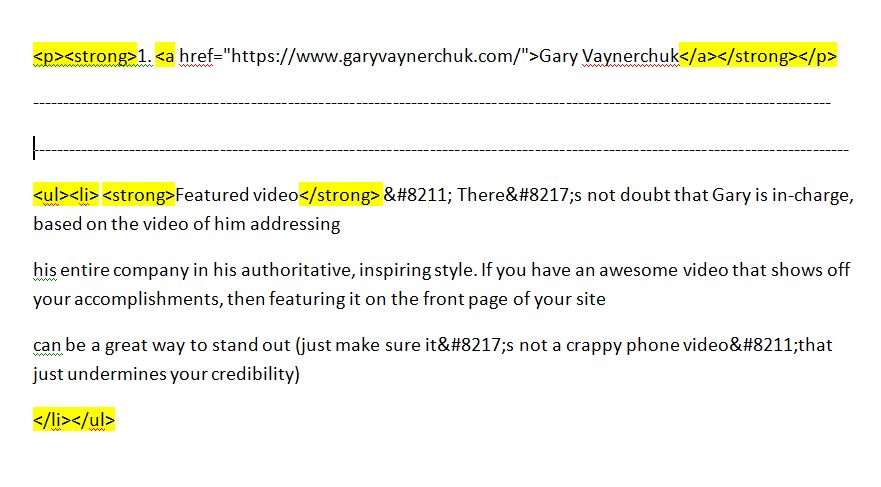 <p><strong>1. <a href="https://www.garyvaynerchuk.com/">Gary Vaynerchuk</a></strong></p>
--------------------------------------------------------------------------------------------------------------------------------------
--------------------------------------------------------------------------------------------------------------------------------------
<ul><li> <strong>Featured video</strong> &#8211; There&#8217;s not doubt that Gary is in-charge,
based on the video of him addressing
his entire company in his authoritative, inspiring style. If you have an awesome video that shows off
your accomplishments, then featuring it on the front page of your site
can be a great way to stand out (just make sure it&#8217;s not a crappy phone video&#8211;that
just undermines your credibility)
</li></ul>